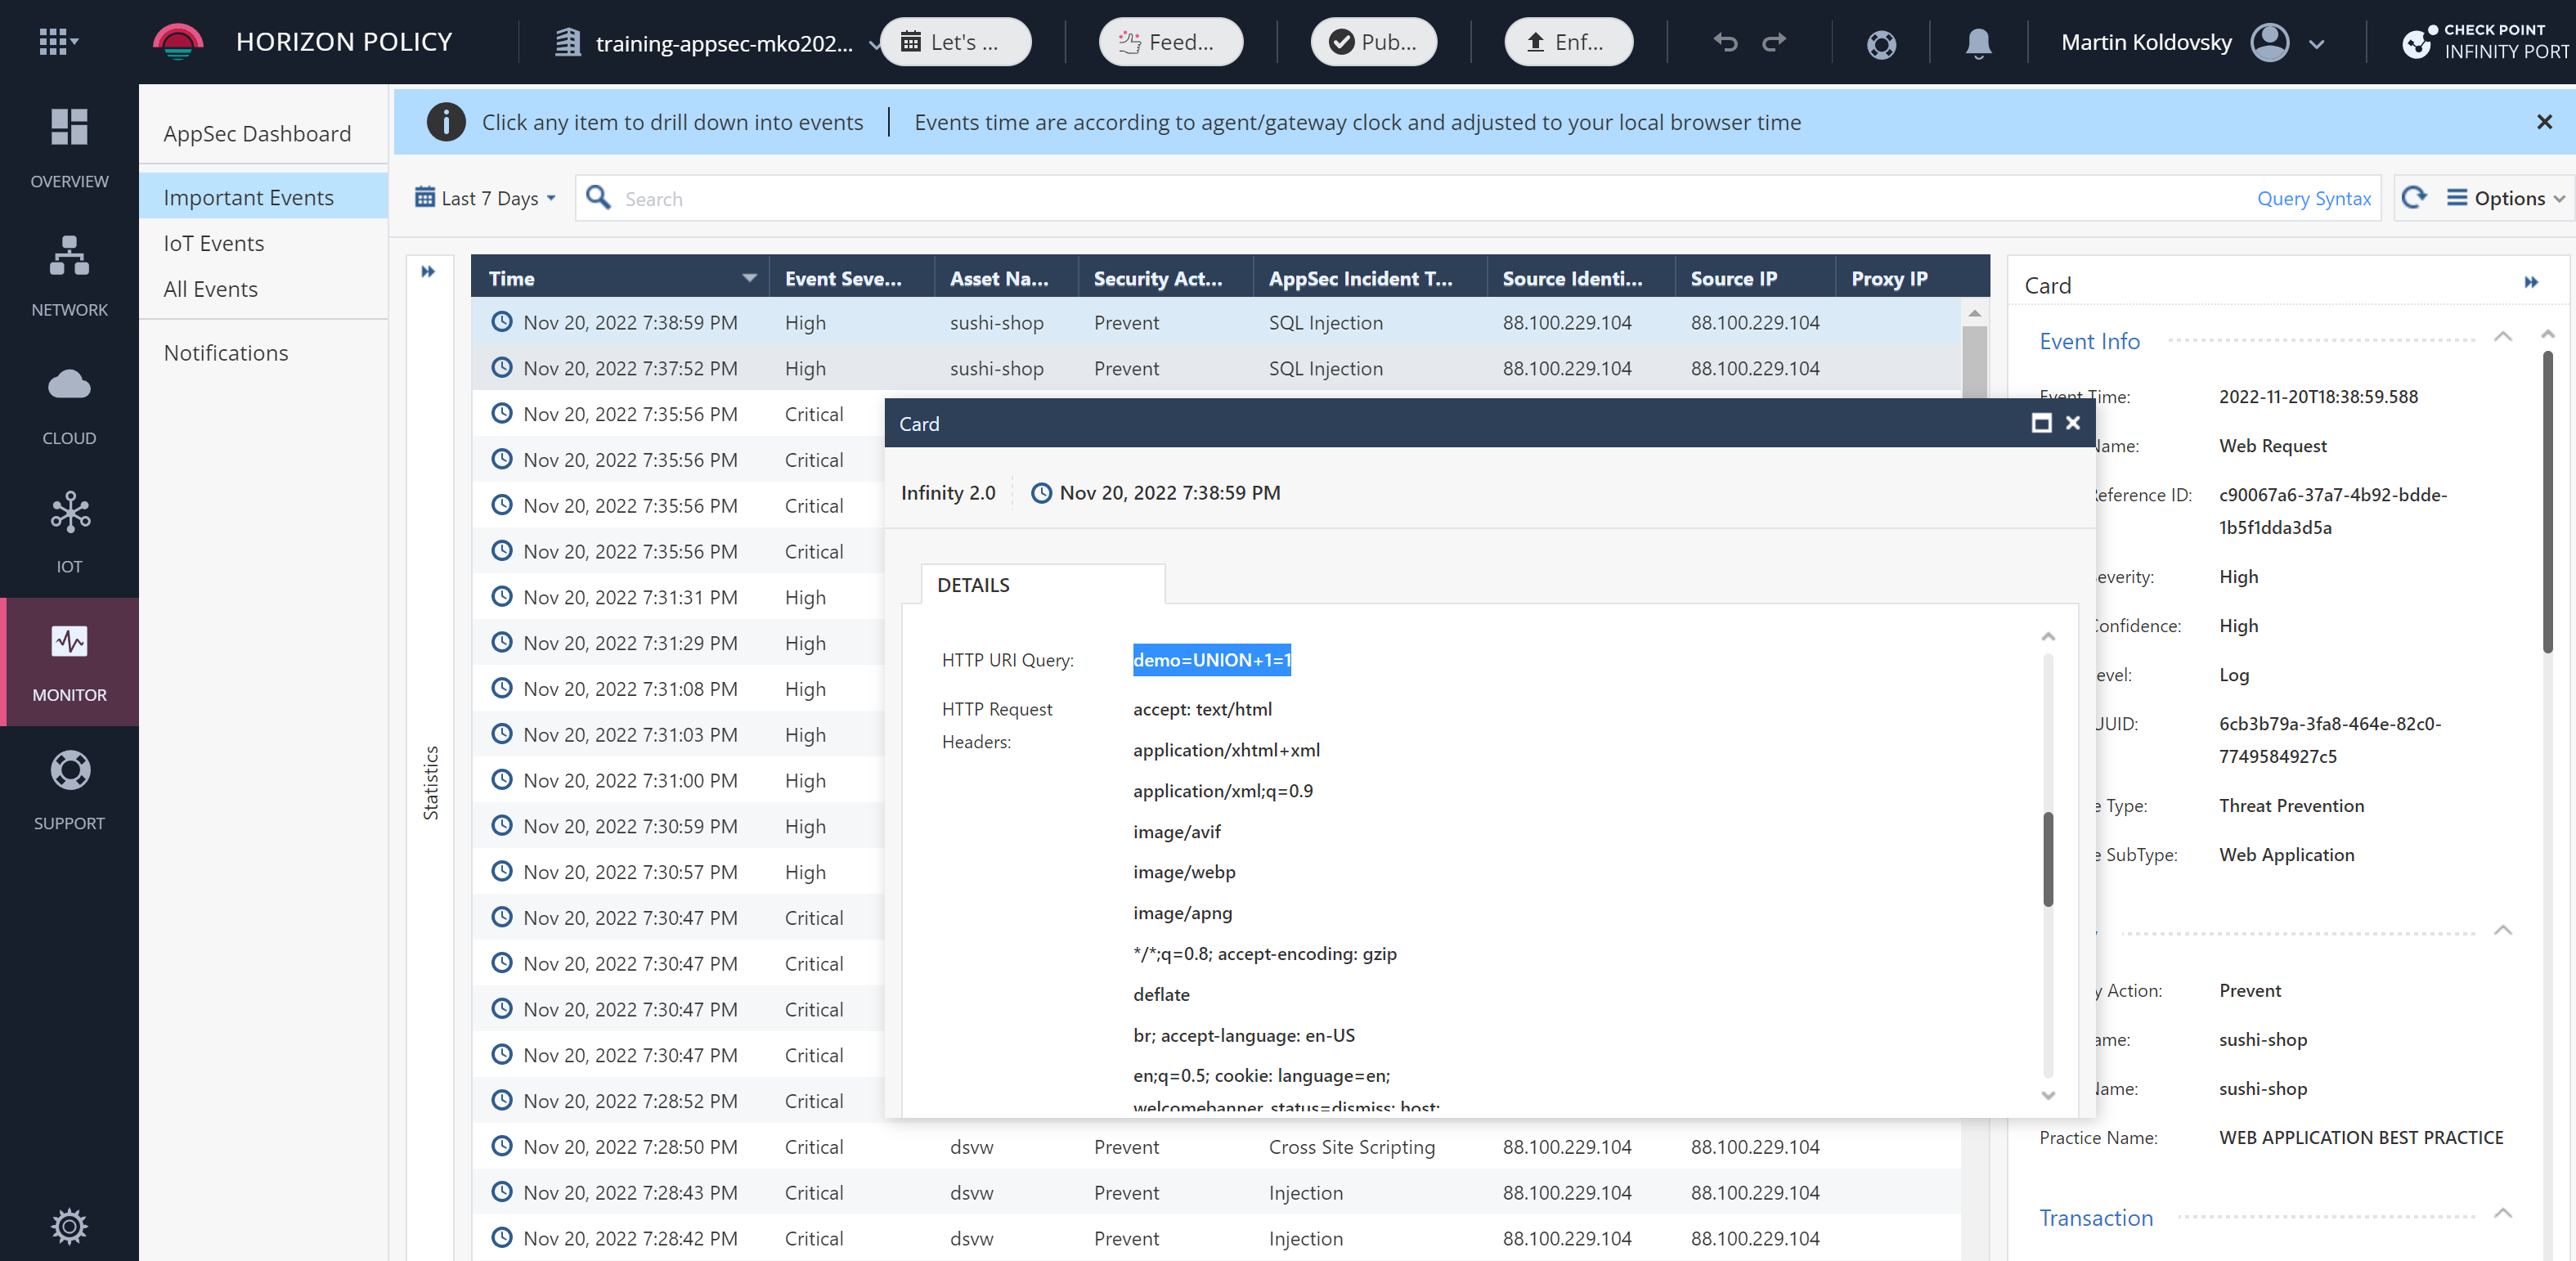 HORIZON POLICY
training-appsec-mko202...
Let's ...
Feed...
Pub...
Enf...
Martin Koldovsky
CHECK POINT
INFINITY PORT
OVERVIEW
NETWORK
CLOUD
IOT
MONITOR
SUPPORT
AppSec Dashboard
Important Events
IoT Events
All Events
Notifications
Click any item to drill down into events
Events time are according to agent/gateway clock and adjusted to your local browser time
Last 7 Days
Search
Query Syntax
Options
Statistics
Time Event Seve... Asset Na... Security Act... AppSec Incident T... Source Identi... Source IP Proxy IP
Nov 20, 2022 7:38:59 PM High sushi-shop Prevent SQL Injection 88.100.229.104 88.100.229.104
Nov 20, 2022 7:37:52 PM High sushi-shop Prevent SQL Injection 88.100.229.104 88.100.229.104
Nov 20, 2022 7:35:56 PM Critical
Nov 20, 2022 7:35:56 PM Critical
Nov 20, 2022 7:35:56 PM Critical
Nov 20, 2022 7:35:56 PM Critical
Nov 20, 2022 7:31:31 PM High
Nov 20, 2022 7:31:29 PM High
Nov 20, 2022 7:31:08 PM High
Nov 20, 2022 7:31:03 PM High
Nov 20, 2022 7:31:00 PM High
Nov 20, 2022 7:30:59 PM High
Nov 20, 2022 7:30:57 PM High
Nov 20, 2022 7:30:47 PM Critical
Nov 20, 2022 7:30:47 PM Critical
Nov 20, 2022 7:30:47 PM Critical
Nov 20, 2022 7:30:47 PM Critical
Nov 20, 2022 7:28:52 PM Critical
Nov 20, 2022 7:28:50 PM Critical dsvw Prevent Cross Site Scripting 88.100.229.104 88.100.229.104
Nov 20, 2022 7:28:43 PM Critical dsvw Prevent Injection 88.100.229.104 88.100.229.104
Nov 20, 2022 7:28:42 PM Critical dsvw Prevent Injection 88.100.229.104 88.100.229.104
Card
Infinity 2.0
Nov 20, 2022 7:38:59 PM
DETAILS
HTTP URI Query: demo=UNION+1=1
HTTP Request Headers: accept: text/html
application/xhtml+xml
application/xml;q=0.9
image/avif
image/webp
image/apng
*/*;q=0.8; accept-encoding: gzip
deflate
br; accept-language: en-US
en;q=0.5; cookie: language=en;
welcomebanner_status=dismiss; host:
Card
Event Info
Event Time: 2022-11-20T18:38:59.588
ame: Web Request
eference ID: c90067a6-37a7-4b92-bdde-
1b5f1dda3d5a
everity: High
onfidence: High
evel: Log
UUID: 6cb3b79a-3fa8-464e-82c0-
7749584927c5
e Type: Threat Prevention
e SubType: Web Application
y Action: Prevent
ame: sushi-shop
ame: sushi-shop
Practice Name: WEB APPLICATION BEST PRACTICE
Transaction